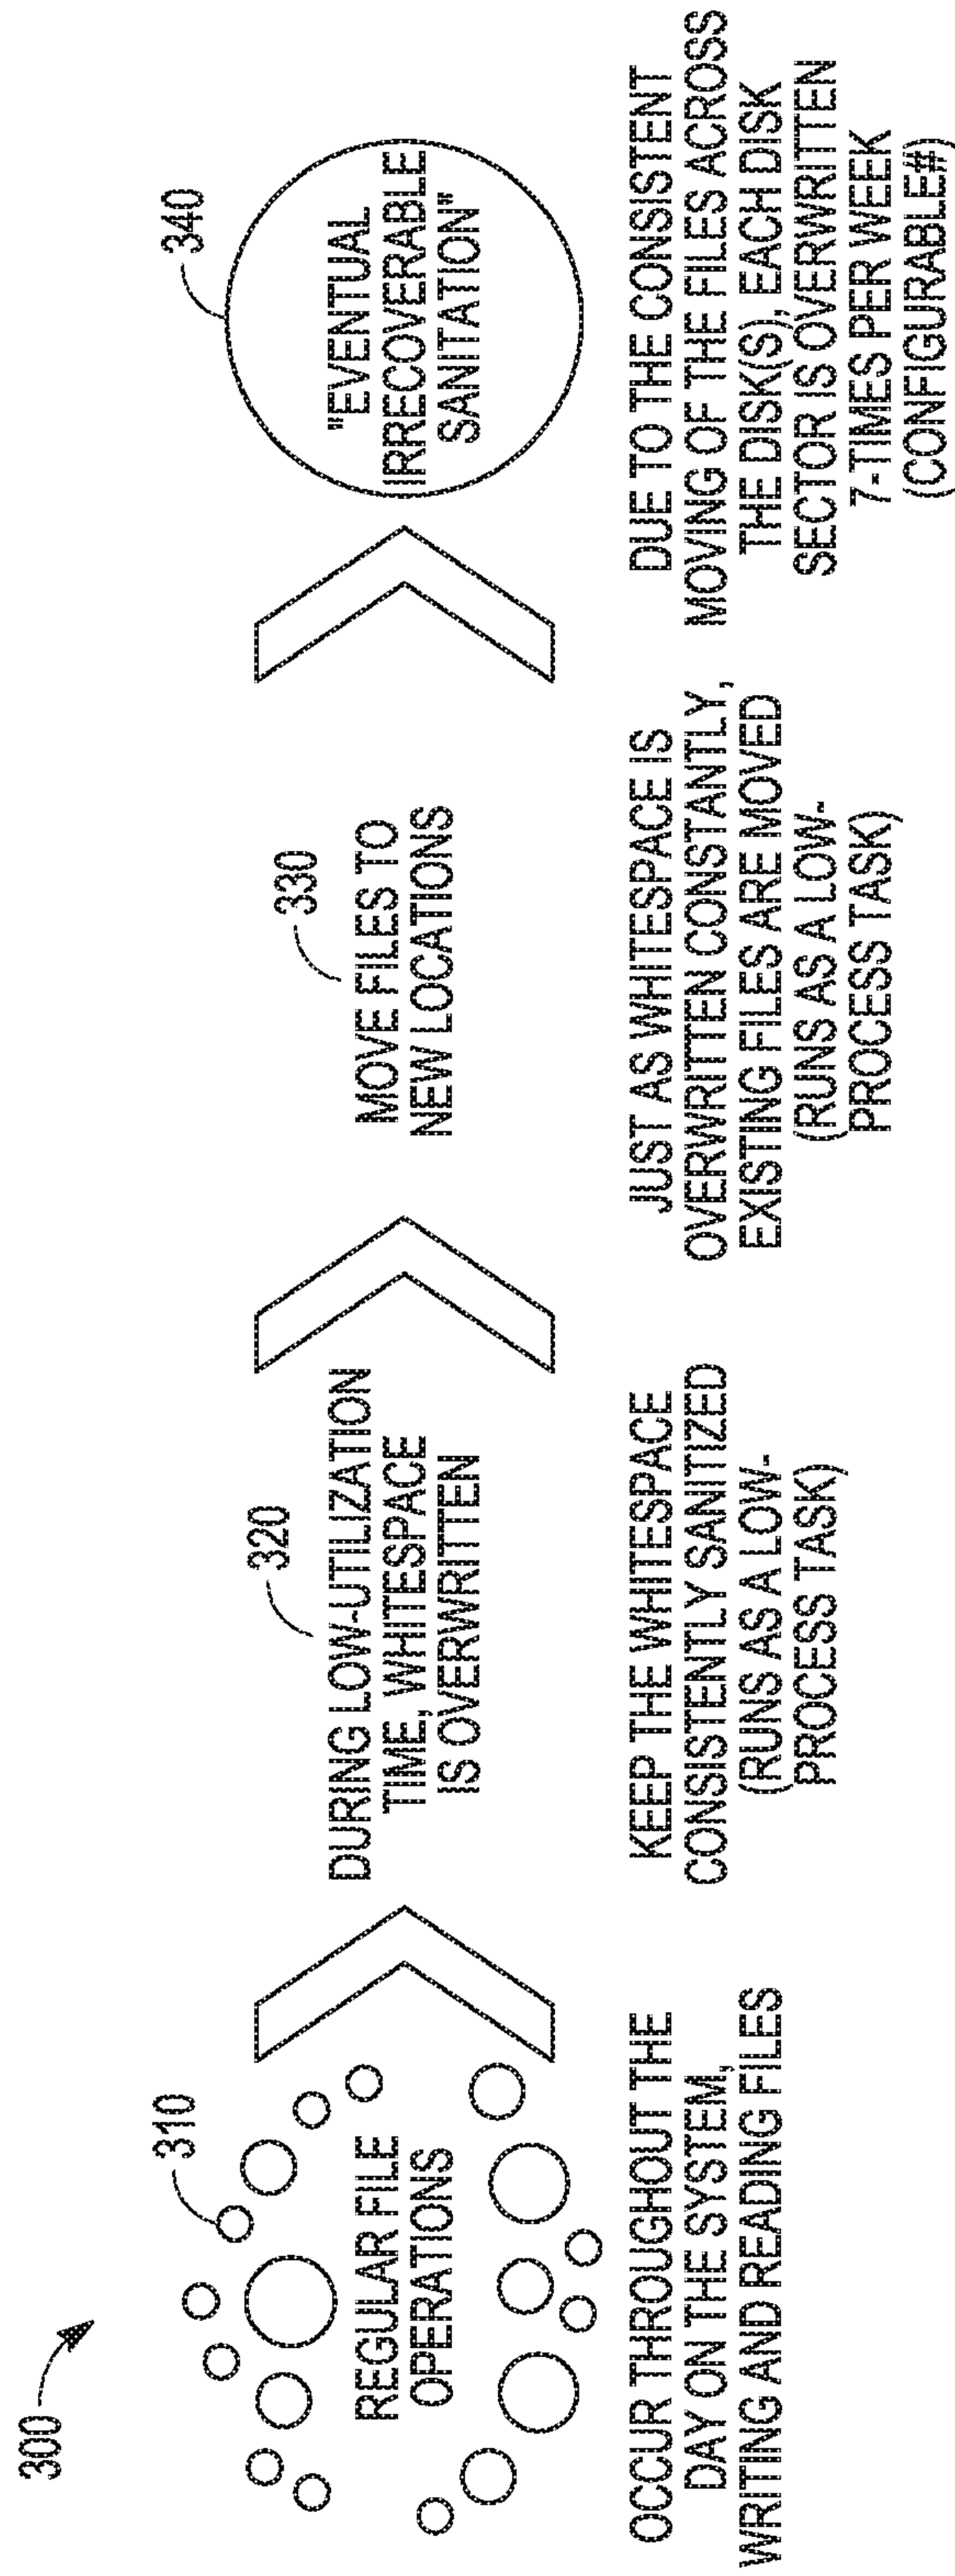 300
310
REGULAR FILE
OPERATIONS
OCCUR THROUGHOUT THE
DAY ON THE SYSTEM,
WRITING AND READING FILES
320
DURING LOW-UTILIZATION
TIME, WHITESPACE
IS OVERWRITTEN
KEEP THE WHITESPACE
CONSISTENTLY SANITIZED
(RUNS AS A LOW-
PROCESS TASK)
330
MOVE FILES TO
NEW LOCATIONS
JUST AS WHITESPACE IS
OVERWRITTEN CONSTANTLY,
EXISTING FILES ARE MOVED
(RUNS AS A LOW-
PROCESS TASK)
340
"EVENTUAL
IRRECOVERABLE
SANITATION"
DUE TO THE CONSISTENT
MOVING OF THE FILES ACROSS
THE DISK(S), EACH DISK
SECTOR IS OVERWRITTEN
7-TIMES PER WEEK
(CONFIGURABLE#)